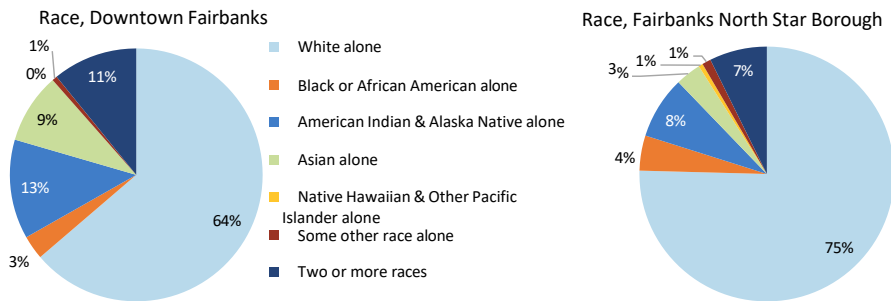 Race, Downtown Fairbanks
1%
0%
11%
9%
13%
3%
64%
White alone
Black or African American alone
American Indian & Alaska Native alone
Asian alone
Native Hawaiian & Other Pacific
Islander alone
Some other race alone
Two or more races
Race, Fairbanks North Star Borough
1%
1%
3%
7%
8%
4%
75%